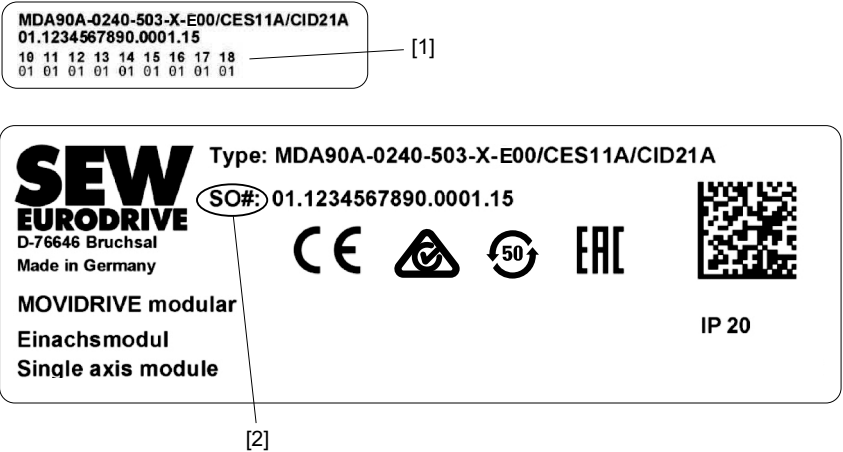 MDA90A-0240-503-X-E00/CES11A/CID21A
01.1234567890.0001.15
10 11 12 13 14 15 16 17 18
01 01 01 01 01 01 01 01 01
[1]
SEW
EURODRIVE
D-76646 Bruchsal
Made in Germany
Type: MDA90A-0240-503-X-E00/CES11A/CID21A
SO#: 01.1234567890.0001.15
CE
50
EAC
MOVIDRIVE modular
Einachsmodul
Single axis module
IP 20
[2]